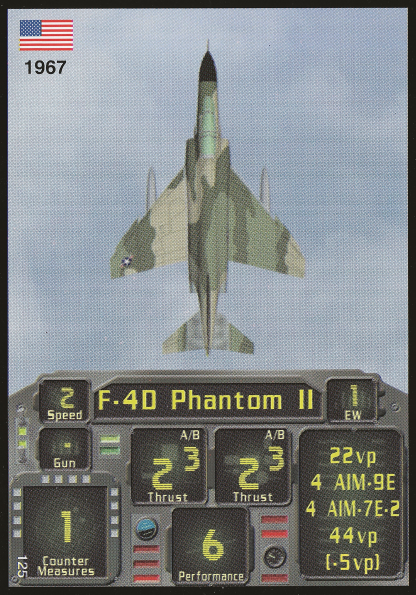 1967
2
Speed
F-4D Phantom II
1
EW
-
Gun
A/B
2 3
Thrust
A/B
2 3
Thrust
22vp
4 AIM-9E
4 AIM-7E-2
44vp
(-5vp)
1
Counter
Measures
6
Performance
125